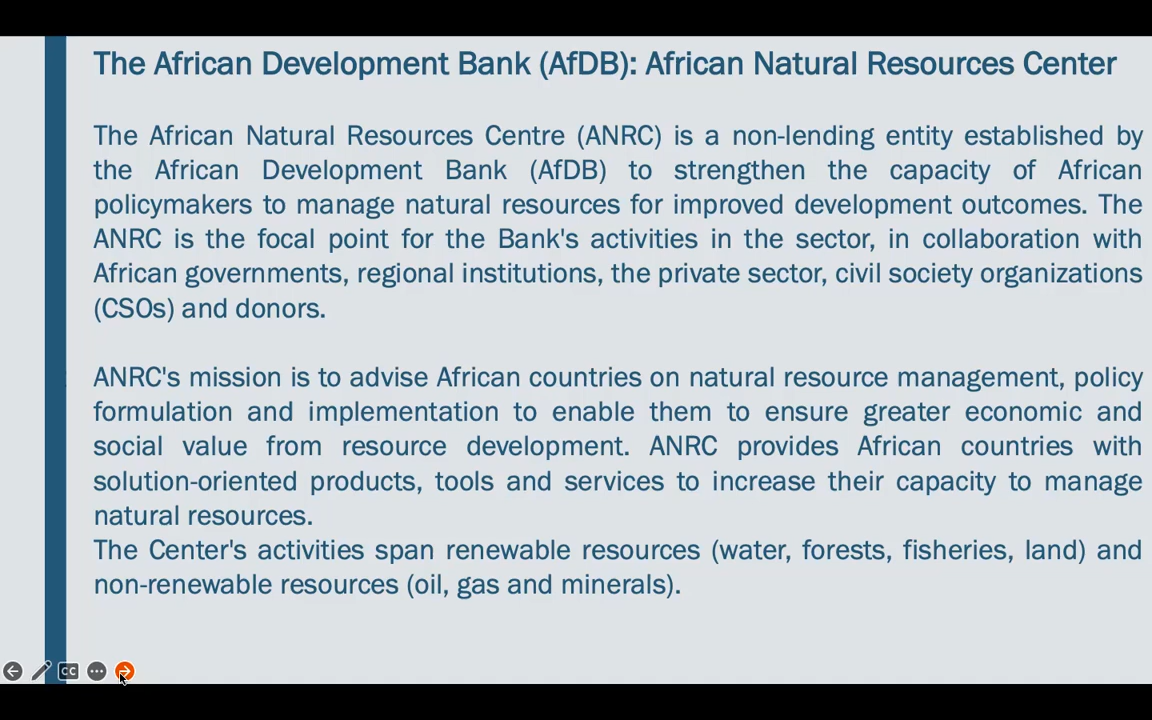 The African Development Bank (AfDB): African Natural Resources Center
The African Natural Resources Centre (ANRC) is a non-lending entity established by
the African Development Bank (AfDB) to strengthen the capacity of African
policymakers to manage natural resources for improved development outcomes. The
ANRC is the focal point for the Bank's activities in the sector, in collaboration with
African governments, regional institutions, the private sector, civil society organizations
(CSOs) and donors.
ANRC's mission is to advise African countries on natural resource management, policy
formulation and implementation to enable them to ensure greater economic and
social value from resource development. ANRC provides African countries with
solution-oriented products, tools and services to increase their capacity to manage
natural resources.
The Center's activities span renewable resources (water, forests, fisheries, land) and
non-renewable resources (oil, gas and minerals).
CC